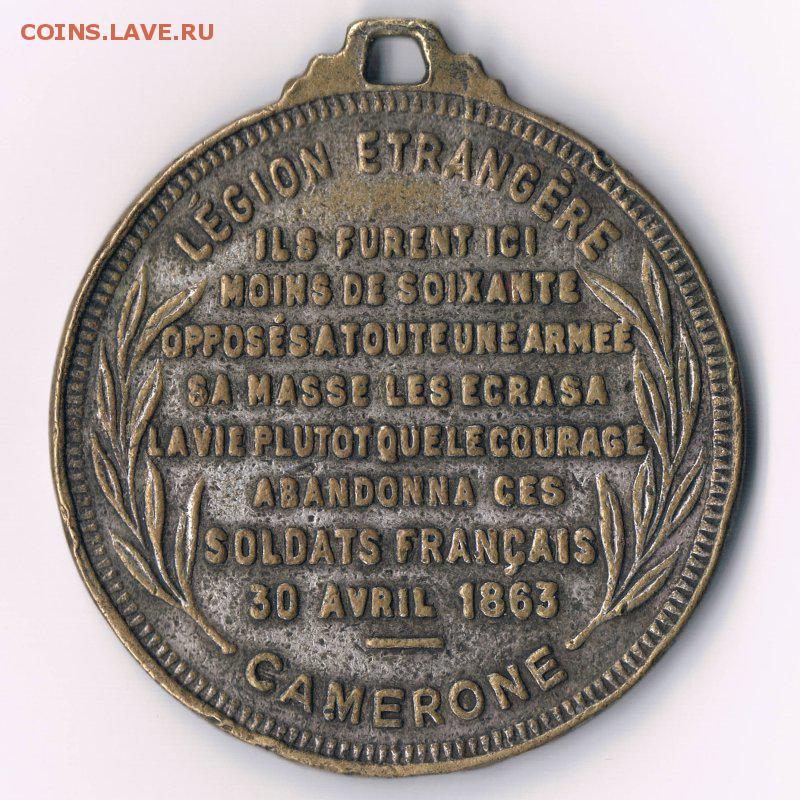 COINS.LAVE.RU
LÉGION ETRANGÈRE
ILS FURENT ICI
MOINS DE SOIXANTE
OPPOSÉS A TOUTE UNE ARMEE
SA MASSE LES ECRASA
LA VIE PLUTOT QUE LE COURAGE
ABANDONNA CES
SOLDATS FRANÇAIS
30 AVRIL 1863
CAMERONE